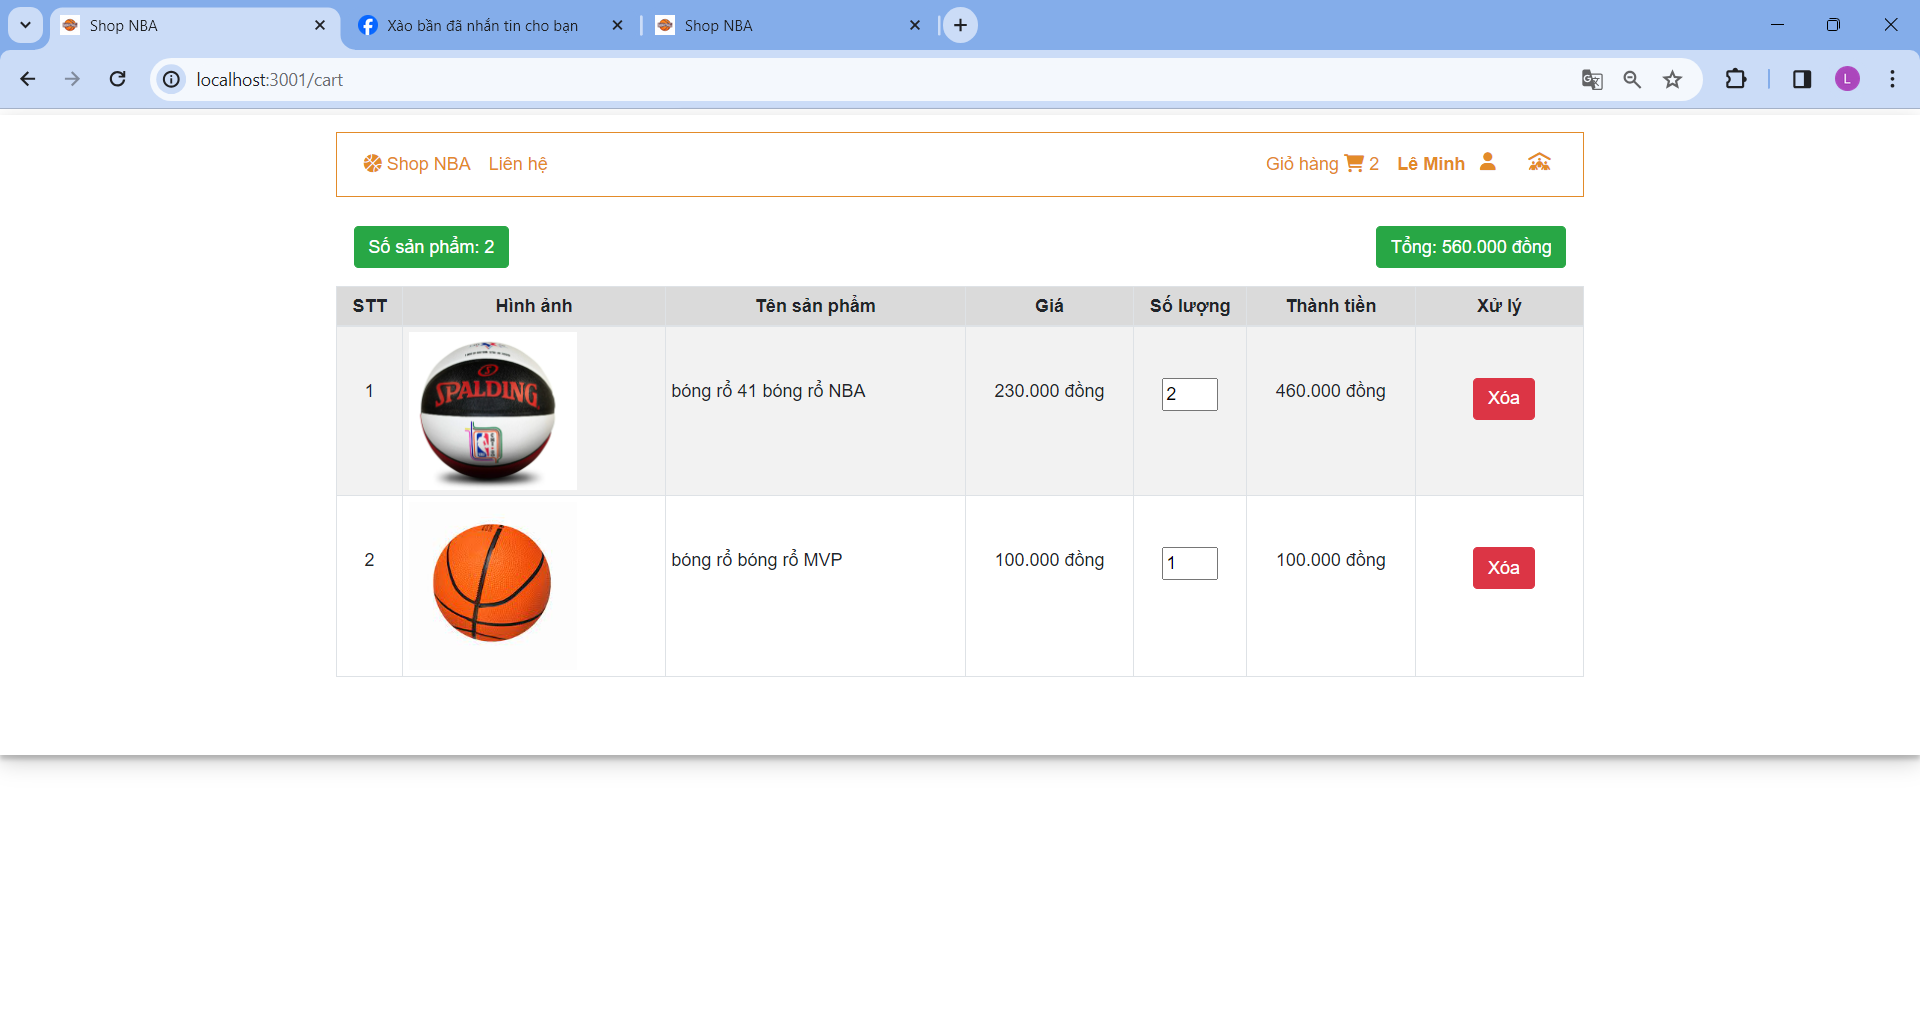 Shop NBA
Xào bần đã nhắn tin cho bạn
Shop NBA
localhost:3001/cart
L
Shop NBA Liên hệ
Giỏ hàng 2 Lê Minh
Số sản phẩm: 2
Tổng: 560.000 đồng
STT Hình ảnh Tên sản phẩm Giá Số lượng Thành tiền Xử lý
1 bóng rổ 41 bóng rổ NBA 230.000 đồng 2 460.000 đồng Xóa
SPALDING
2 bóng rổ bóng rổ MVP 100.000 đồng 1 100.000 đồng Xóa